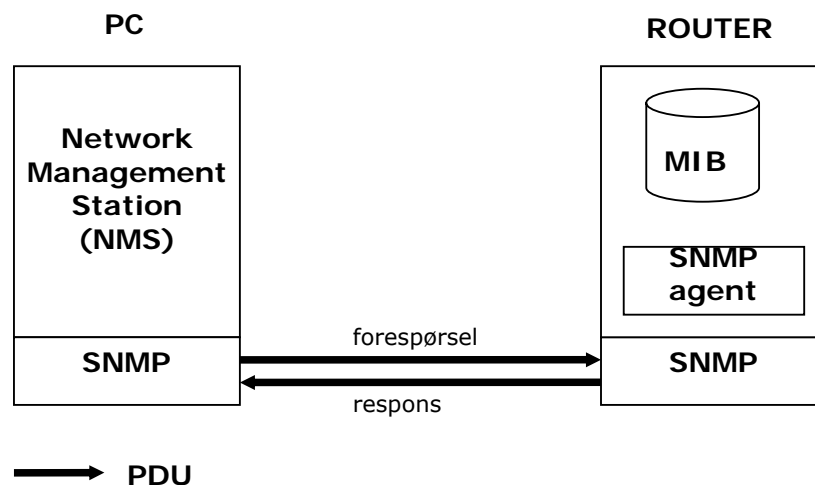 PC
ROUTER
Network
Management
Station
(NMS)
MIB
SNMP
agent
SNMP
forespørsel
respons
SNMP
PDU